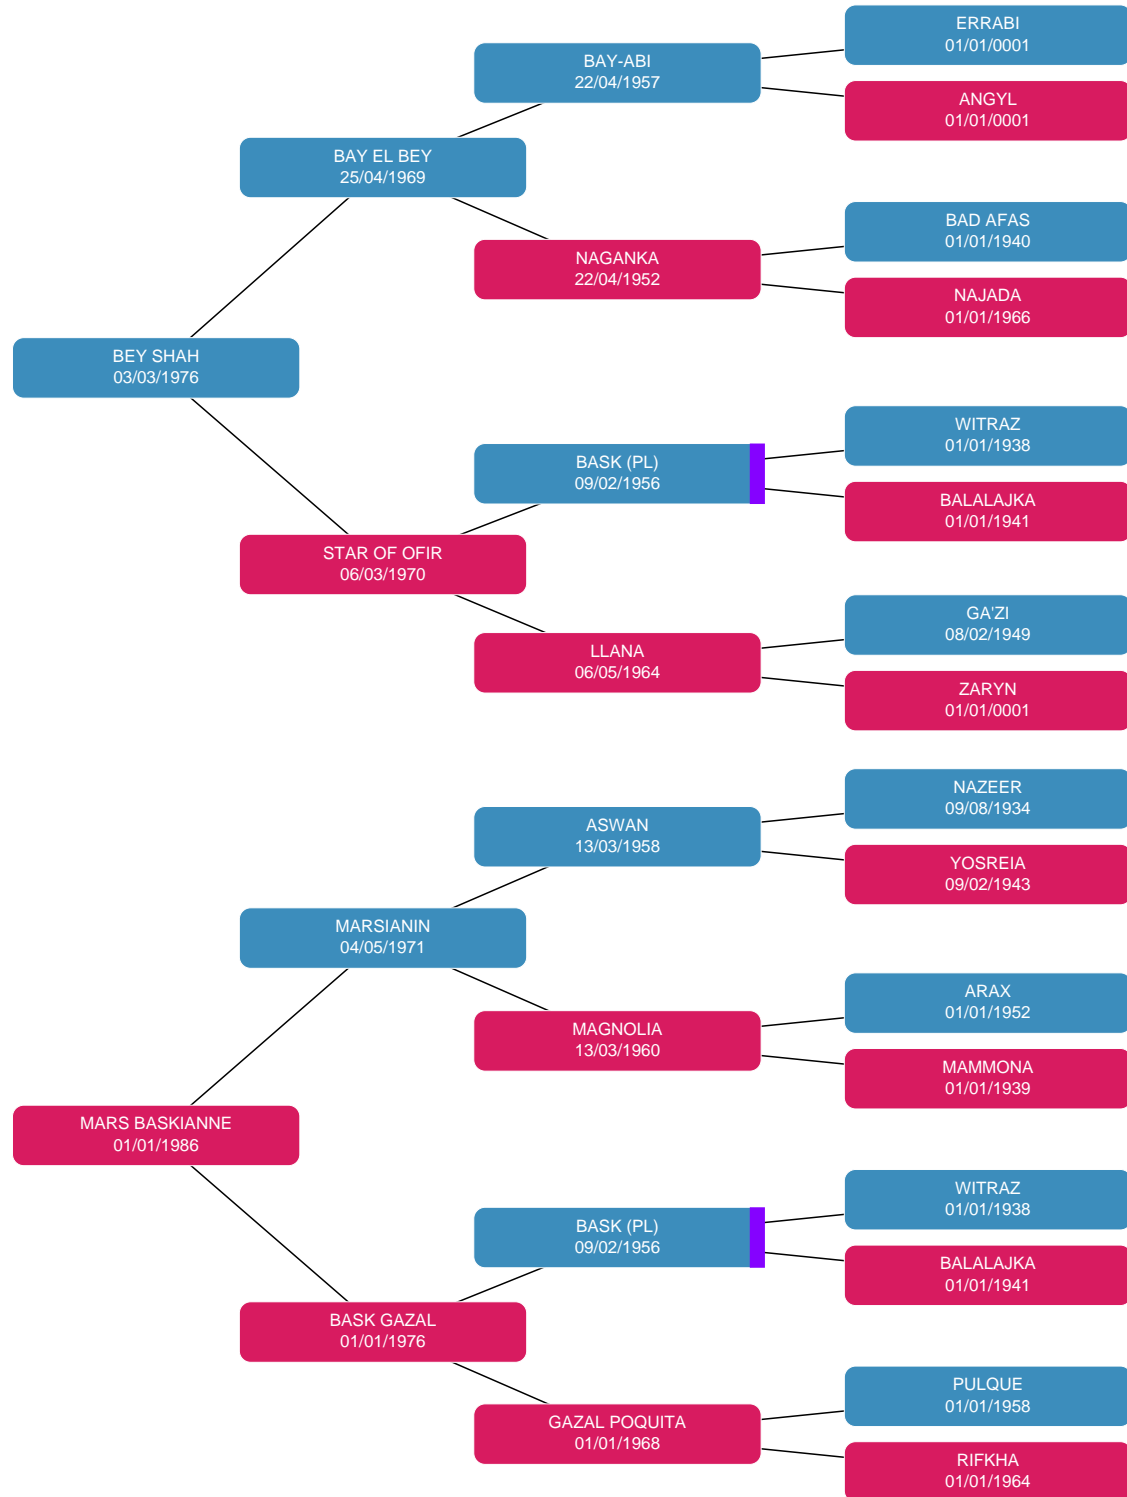 ERRABI
01/01/0001
BAY-ABI
22/04/1957
ANGYL
01/01/0001
BAY EL BEY
25/04/1969
BAD AFAS
01/01/1940
NAGANKA
22/04/1952
NAJADA
01/01/1966
BEY SHAH
03/03/1976
WITRAZ
01/01/1938
BASK (PL)
09/02/1956
BALALAJKA
01/01/1941
STAR OF OFIR
06/03/1970
GA'ZI
08/02/1949
LLANA
06/05/1964
ZARYN
01/01/0001
NAZEER
09/08/1934
ASWAN
13/03/1958
YOSREIA
09/02/1943
MARSIANIN
04/05/1971
ARAX
01/01/1952
MAGNOLIA
13/03/1960
MAMMONA
01/01/1939
MARS BASKIANNE
01/01/1986
WITRAZ
01/01/1938
BASK (PL)
09/02/1956
BALALAJKA
01/01/1941
BASK GAZAL
01/01/1976
PULQUE
01/01/1958
GAZAL POQUITA
01/01/1968
RIFKHA
01/01/1964